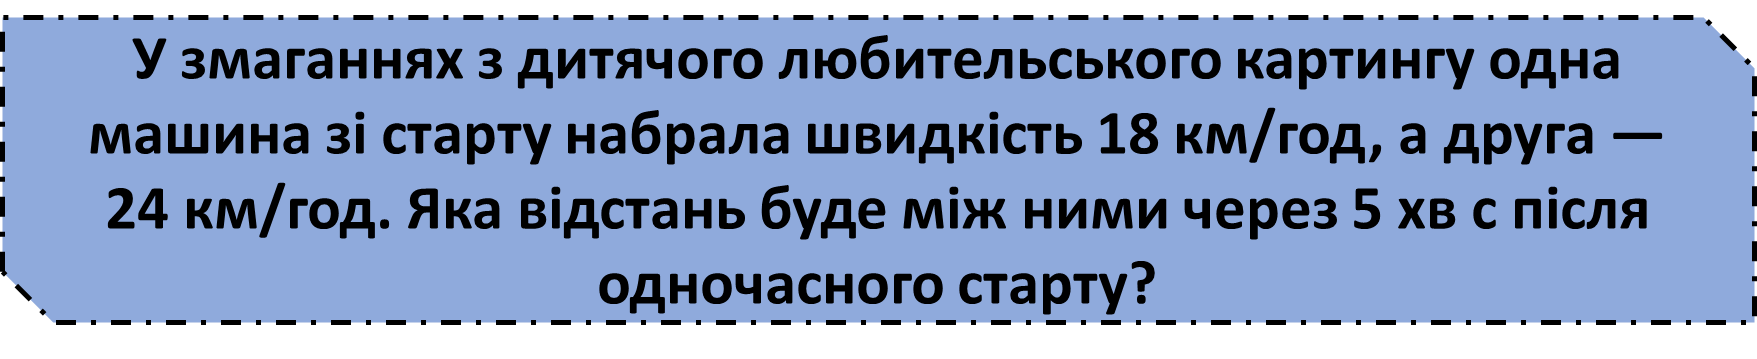 У змаганнях з дитячого любительського картингу одна
машина зі старту набрала швидкість 18 км/год, а друга —
24 км/год. Яка відстань буде між ними через 5 хв с після
одночасного старту?